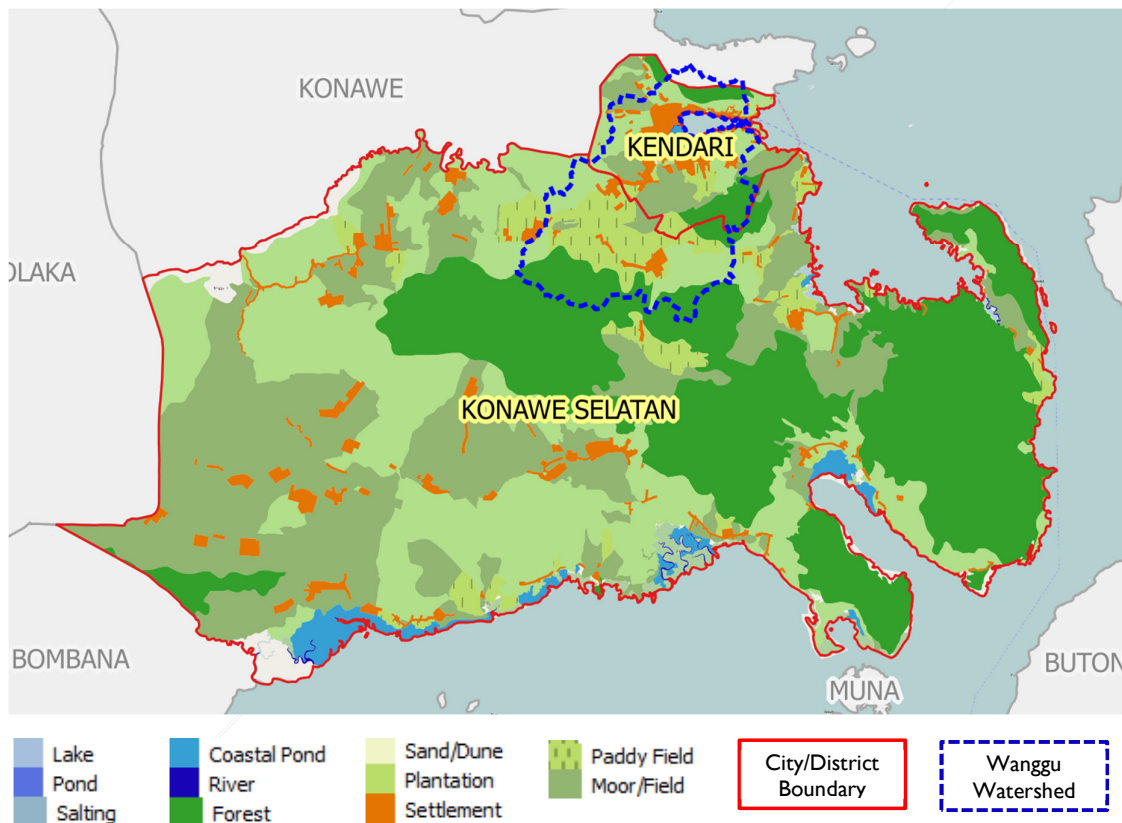 KONAWE
KENDARI
OLAKA
KONAWE SELATAN
BOMBANA
MUNA
BUTON
Lake
Pond
Salting
Coastal Pond
River
Forest
Sand/Dune
Plantation
Settlement
Paddy Field
Moor/Field
City/District
Boundary
Wanggu
Watershed